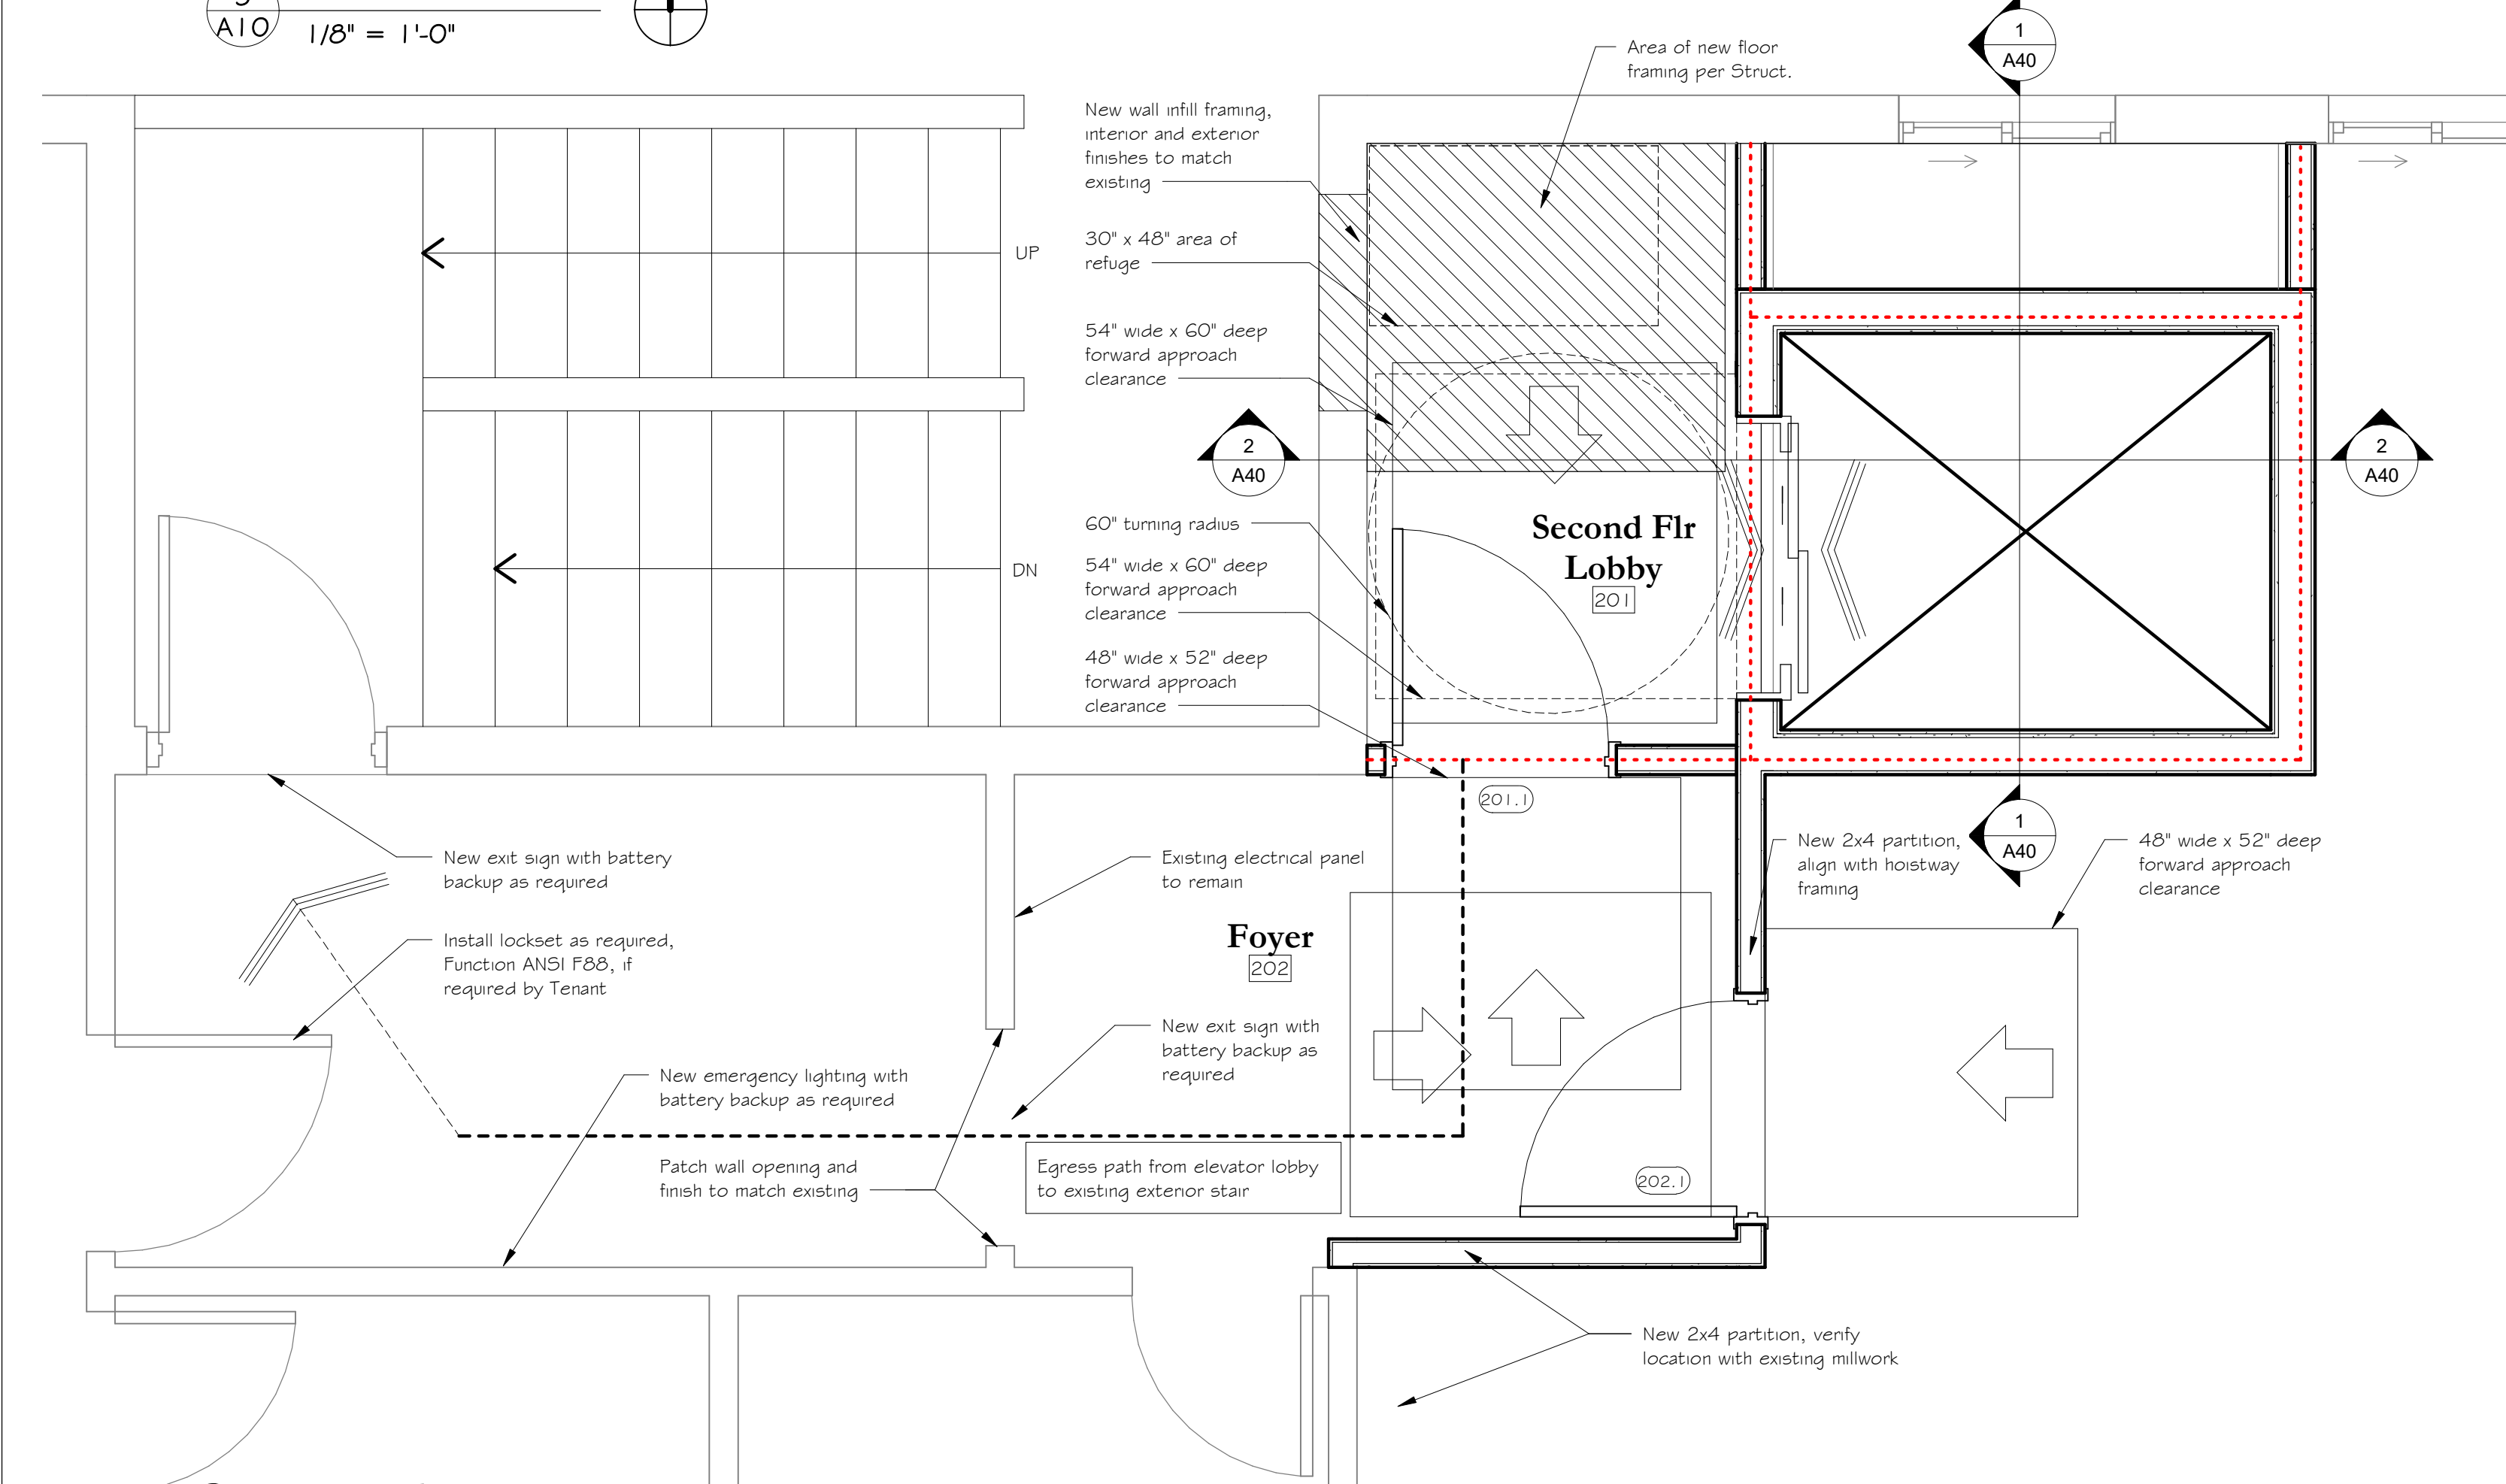 A10
1/8" = 1'-0"
1
A40
Area of new floor
framing per Struct.
New wall infill framing,
interior and exterior
finishes to match
existing
30" x 48" area of
refuge
UP
54" wide x 60" deep
forward approach
clearance
2
A40
2
A40
60" turning radius
Second Flr
Lobby
201
54" wide x 60" deep
forward approach
clearance
DN
48" wide x 52" deep
forward approach
clearance
201.1
1
A40
New exit sign with battery
backup as required
Existing electrical panel
to remain
New 2x4 partition,
align with hoistway
framing
48" wide x 52" deep
forward approach
clearance
Install lockset as required,
Function ANSI F88, if
required by Tenant
Foyer
202
New exit sign with
battery backup as
required
New emergency lighting with
battery backup as required
Patch wall opening and
finish to match existing
Egress path from elevator lobby
to existing exterior stair
202.1
New 2x4 partition, verify
location with existing millwork